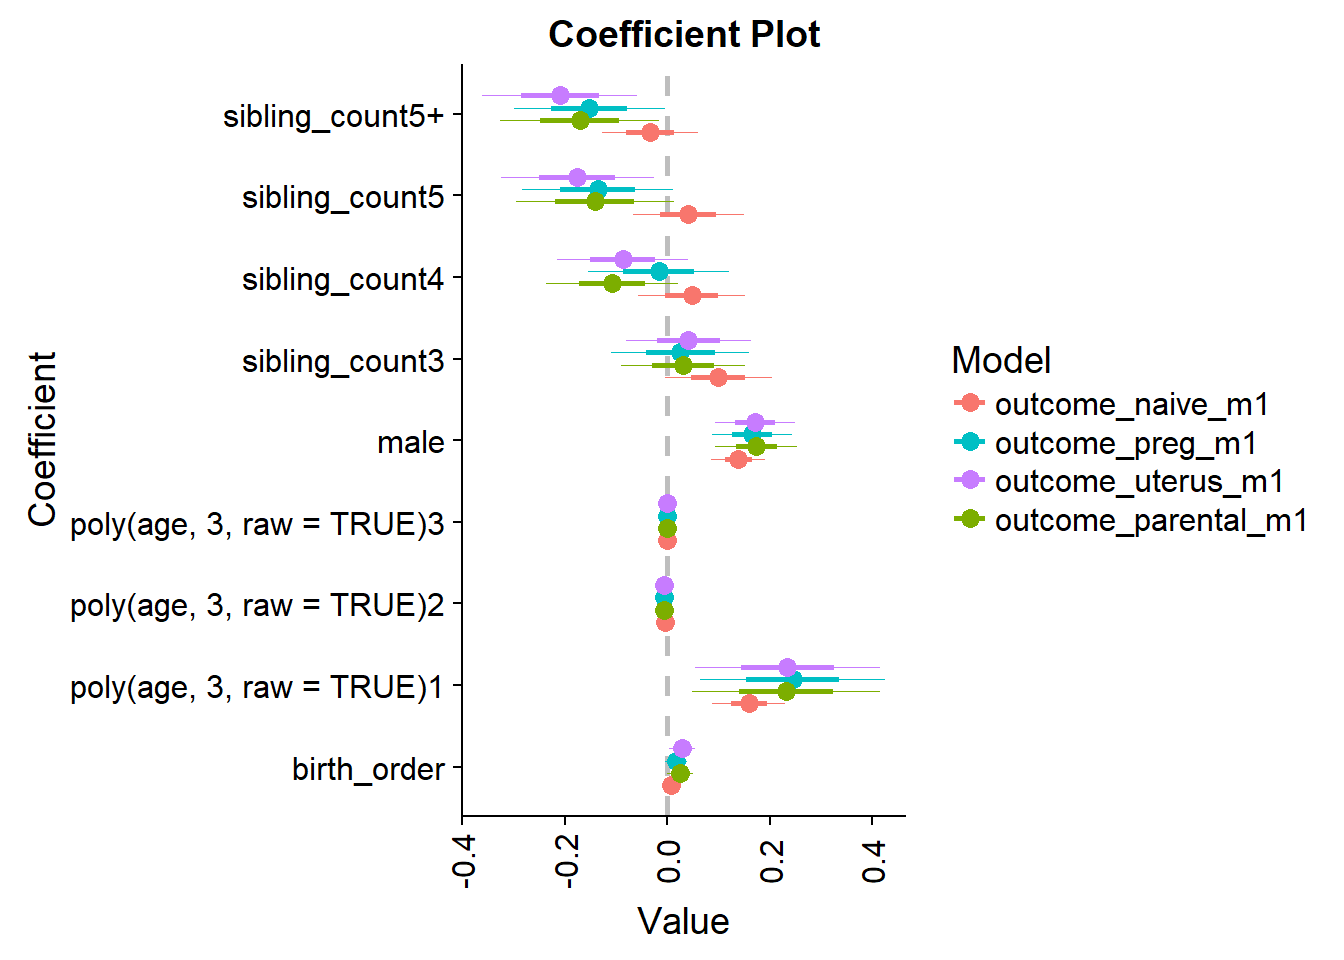 Coefficient Plot
sibling_count5+
sibling_count5
sibling_count4
sibling_count3
male
poly(age, 3, raw = TRUE)3
poly(age, 3, raw = TRUE)2
poly(age, 3, raw = TRUE)1
birth_order
Coefficient
-0.4
-0.2
0.0
0.2
0.4
Value
Model
outcome_naive_m1
outcome_preg_m1
outcome_uterus_m1
outcome_parental_m1